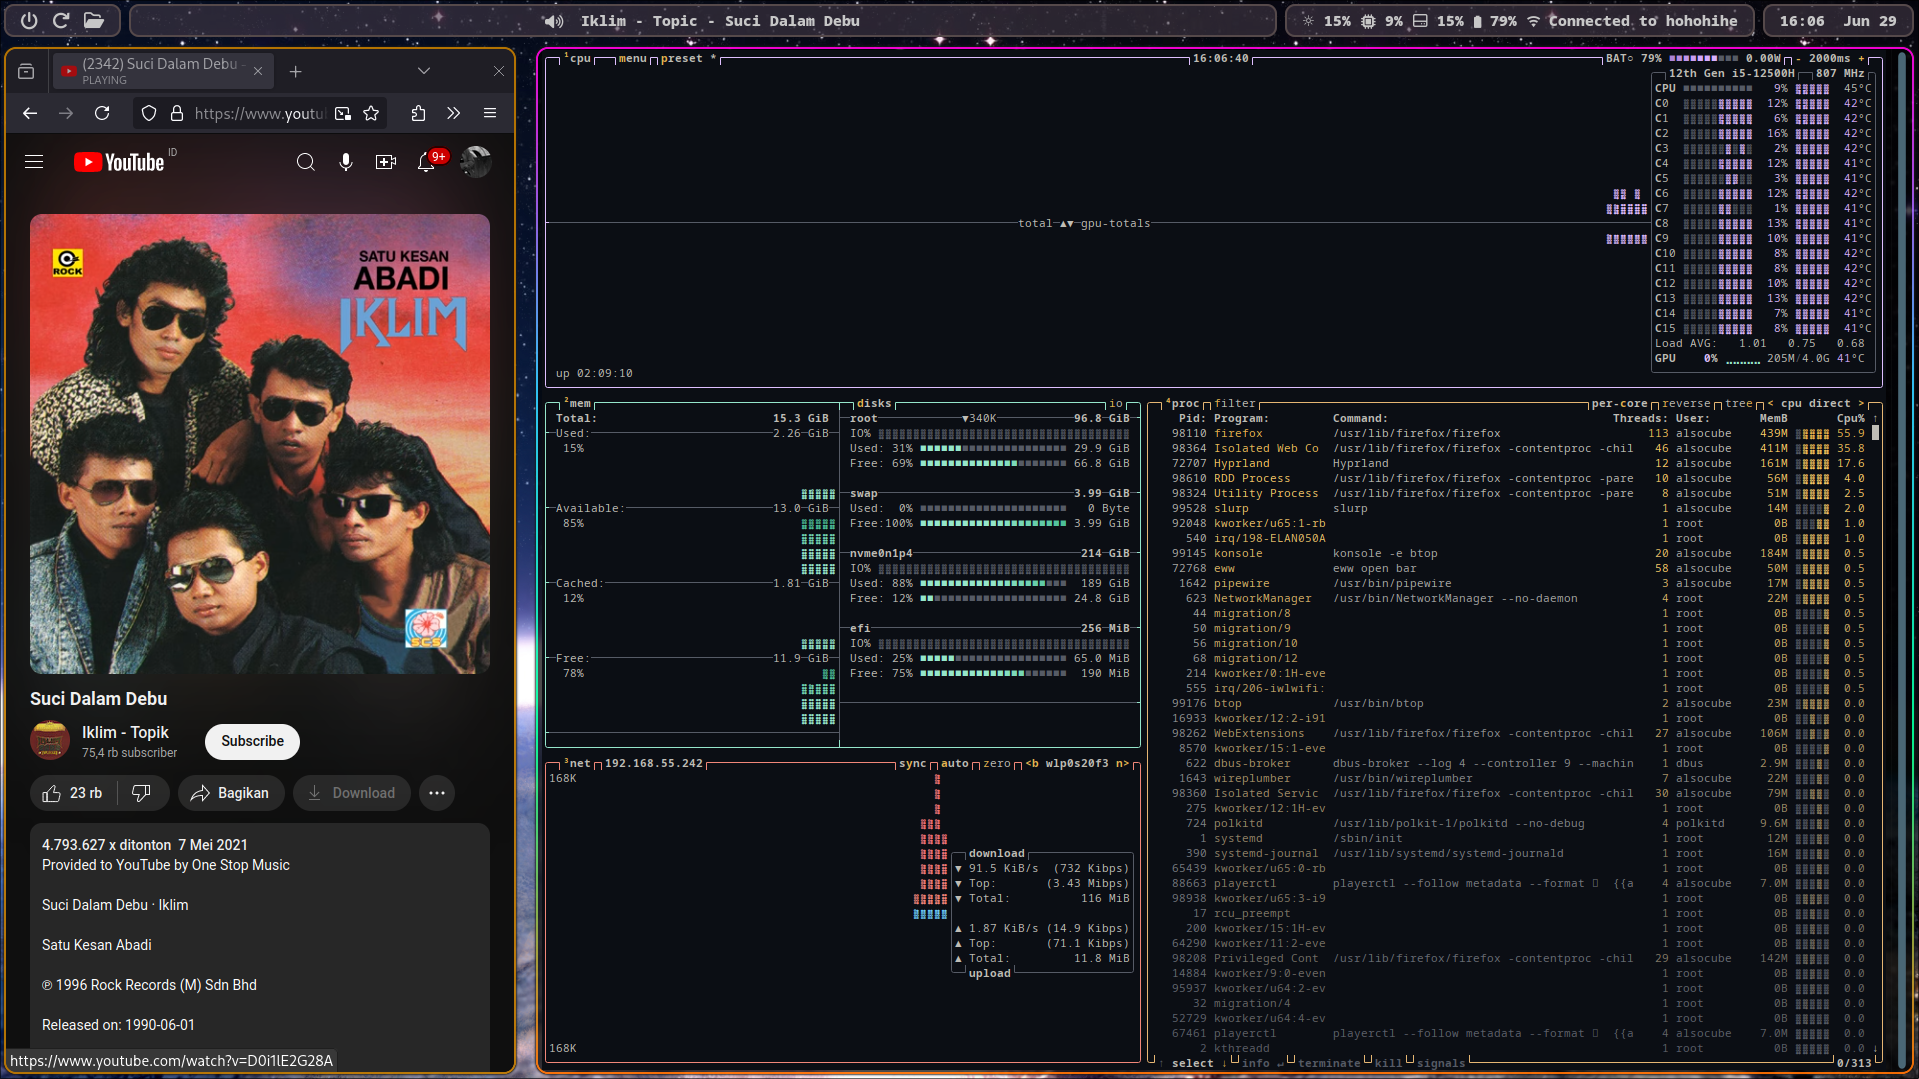 Iklim - Topic - Suci Dalam Debu
15% 9% 15% 79% Connected to hohohihe
16:06 Jun 29
(2342) Suci Dalam Debu -
PLAYING
https://www.youtu
YouTube ID
9+
ROCK
SATU KESAN
ABADI
IKLIM
SCS
Suci Dalam Debu
Iklim - Topik
75,4 rb subscriber
Subscribe
23 rb
Bagikan
Download
4.793.627 x ditonton 7 Mei 2021
Provided to YouTube by One Stop Music
Suci Dalam Debu · Iklim
Satu Kesan Abadi
℗ 1996 Rock Records (M) Sdn Bhd
Released on: 1990-06-01
https://www.youtube.com/watch?v=D0i1lE2G28A
¹cpu menu preset * 16:06:40 BAT○ 79% 0.00W - 2000ms +
12th Gen i5-12500H 807 MHz
CPU 9% 45°C
C0 12% 42°C
C1 6% 42°C
C2 16% 42°C
C3 2% 42°C
C4 12% 41°C
C5 3% 41°C
C6 12% 42°C
C7 1% 41°C
C8 13% 41°C
C9 10% 41°C
C10 8% 42°C
C11 8% 42°C
C12 10% 42°C
C13 13% 42°C
C14 7% 41°C
C15 8% 41°C
Load AVG: 1.01 0.75 0.68
GPU 0% 205M/4.0G 41°C
total ▲▼ gpu-totals
up 02:09:10
²mem
Total: 15.3 GiB
Used: 2.26 GiB
15%
Available: 13.0 GiB
85%
Cached: 1.81 GiB
12%
Free: 11.9 GiB
78%
disks io
root ▼340K 96.8 GiB
IO%
Used: 31% 29.9 GiB
Free: 69% 66.8 GiB
swap 3.99 GiB
Used: 0% 0 Byte
Free:100% 3.99 GiB
nvme0n1p4 214 GiB
IO%
Used: 88% 189 GiB
Free: 12% 24.8 GiB
efi 256 MiB
IO%
Used: 25% 65.0 MiB
Free: 75% 190 MiB
³net 192.168.55.242 sync auto zero <b wlp0s20f3 n>
168K
download
▼ 91.5 KiB/s (732 Kibps)
▼ Top: (3.43 Mibps)
▼ Total: 116 MiB
▲ 1.87 KiB/s (14.9 Kibps)
▲ Top: (71.1 Kibps)
▲ Total: 11.8 MiB
upload
168K
⁴proc filter per-core reverse tree < cpu direct >
Pid: Program: Command: Threads: User: MemB Cpu% ↑
98110 firefox /usr/lib/firefox/firefox 113 alsocube 439M 55.9
98364 Isolated Web Co /usr/lib/firefox/firefox -contentproc -chil 46 alsocube 411M 35.8
72707 Hyprland Hyprland 12 alsocube 161M 17.6
98610 RDD Process /usr/lib/firefox/firefox -contentproc -pare 10 alsocube 56M 4.0
98324 Utility Process /usr/lib/firefox/firefox -contentproc -pare 8 alsocube 51M 2.5
99528 slurp slurp 1 alsocube 14M 2.0
92048 kworker/u65:1-rb 1 root 0B 1.0
540 irq/198-ELAN050A 1 root 0B 1.0
99145 konsole konsole -e btop 20 alsocube 184M 0.5
72768 eww eww open bar 58 alsocube 50M 0.5
1642 pipewire /usr/bin/pipewire 3 alsocube 17M 0.5
623 NetworkManager /usr/bin/NetworkManager --no-daemon 4 root 22M 0.5
44 migration/8 1 root 0B 0.5
50 migration/9 1 root 0B 0.5
56 migration/10 1 root 0B 0.5
68 migration/12 1 root 0B 0.5
214 kworker/0:1H-eve 1 root 0B 0.5
555 irq/206-iwlwifi: 1 root 0B 0.5
99176 btop /usr/bin/btop 2 alsocube 23M 0.0
16933 kworker/12:2-i91 1 root 0B 0.0
98262 WebExtensions /usr/lib/firefox/firefox -contentproc -chil 27 alsocube 106M 0.0
8570 kworker/15:1-eve 1 root 0B 0.0
622 dbus-broker dbus-broker --log 4 --controller 9 --machin 1 alsocube 2.9M 0.0
1643 wireplumber /usr/bin/wireplumber 7 alsocube 22M 0.0
98360 Isolated Servic /usr/lib/firefox/firefox -contentproc -chil 30 alsocube 79M 0.0
275 kworker/12:1H-ev 1 root 0B 0.0
724 polkitd /usr/lib/polkit-1/polkitd --no-debug 4 polkitd 9.6M 0.0
1 systemd /sbin/init 1 root 12M 0.0
390 systemd-journal /usr/lib/systemd/systemd-journald 1 root 16M 0.0
65439 kworker/u65:0-rb 1 root 0B 0.0
88663 playerctl playerctl --follow metadata --format {{a 4 alsocube 7.0M 0.0
98938 kworker/u65:3-i9 1 root 0B 0.0
17 rcu_preempt 1 root 0B 0.0
200 kworker/15:1H-ev 1 root 0B 0.0
64290 kworker/11:2-eve 1 root 0B 0.0
98208 Privileged Cont /usr/lib/firefox/firefox -contentproc -chil 29 alsocube 142M 0.0
14884 kworker/9:0-even 1 root 0B 0.0
95937 kworker/u64:2-ev 1 root 0B 0.0
32 migration/4 1 root 0B 0.0
52729 kworker/u64:4-ev 1 root 0B 0.0
67461 playerctl playerctl --follow metadata --format {{a 4 alsocube 7.0M 0.0
2 kthreadd 1 root 0B 0.0 ↓
↑ select ↓ info ↵ terminate kill signals 0/313